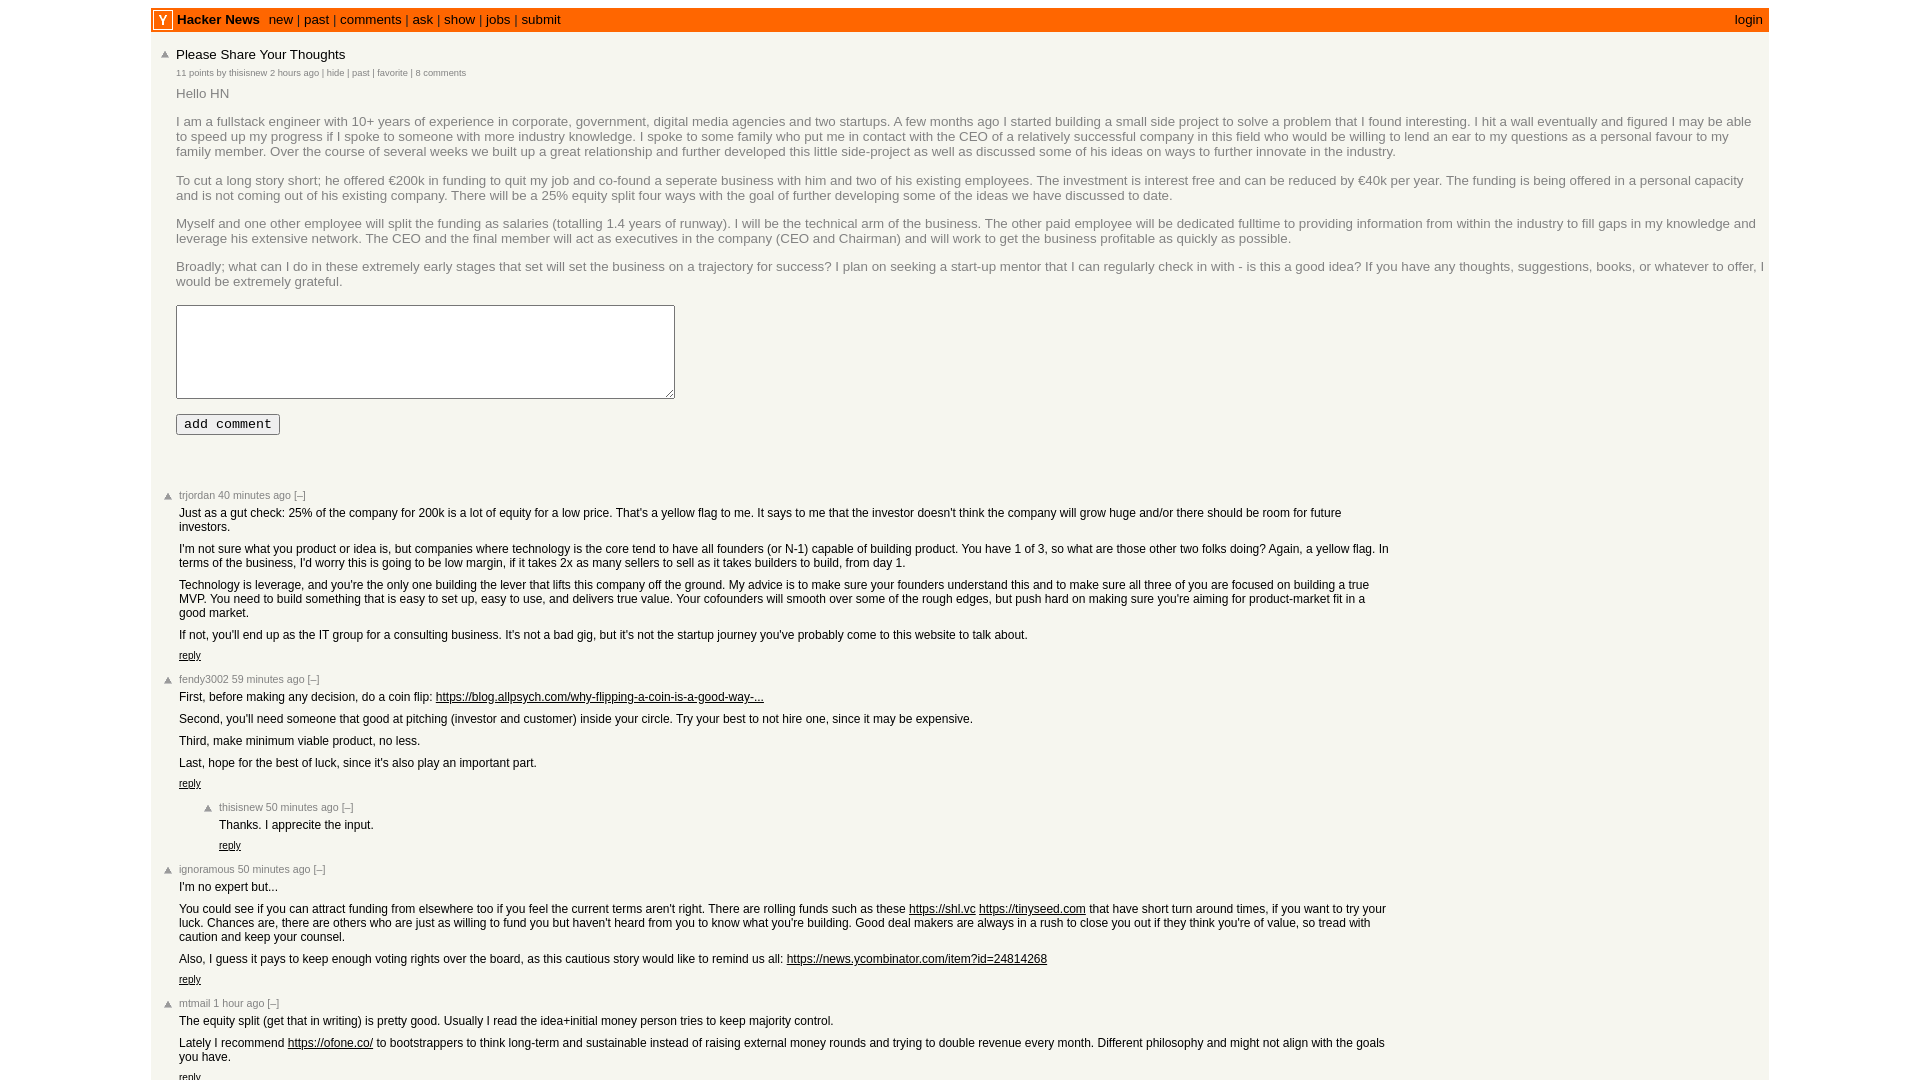 Y Hacker News new | past | comments | ask | show | jobs | submit login
Please Share Your Thoughts
11 points by thisisnew 2 hours ago | hide | past | favorite | 8 comments
Hello HN
I am a fullstack engineer with 10+ years of experience in corporate, government, digital media agencies and two startups. A few months ago I started building a small side project to solve a problem that I found interesting. I hit a wall eventually and figured I may be able
to speed up my progress if I spoke to someone with more industry knowledge. I spoke to some family who put me in contact with the CEO of a relatively successful company in this field who would be willing to lend an ear to my questions as a personal favour to my
family member. Over the course of several weeks we built up a great relationship and further developed this little side-project as well as discussed some of his ideas on ways to further innovate in the industry.
To cut a long story short; he offered €200k in funding to quit my job and co-found a seperate business with him and two of his existing employees. The investment is interest free and can be reduced by €40k per year. The funding is being offered in a personal capacity
and is not coming out of his existing company. There will be a 25% equity split four ways with the goal of further developing some of the ideas we have discussed to date.
Myself and one other employee will split the funding as salaries (totalling 1.4 years of runway). I will be the technical arm of the business. The other paid employee will be dedicated fulltime to providing information from within the industry to fill gaps in my knowledge and
leverage his extensive network. The CEO and the final member will act as executives in the company (CEO and Chairman) and will work to get the business profitable as quickly as possible.
Broadly; what can I do in these extremely early stages that set will set the business on a trajectory for success? I plan on seeking a start-up mentor that I can regularly check in with - is this a good idea? If you have any thoughts, suggestions, books, or whatever to offer, I
would be extremely grateful.
add comment
trjordan 40 minutes ago [–]
Just as a gut check: 25% of the company for 200k is a lot of equity for a low price. That's a yellow flag to me. It says to me that the investor doesn't think the company will grow huge and/or there should be room for future
investors.
I'm not sure what you product or idea is, but companies where technology is the core tend to have all founders (or N-1) capable of building product. You have 1 of 3, so what are those other two folks doing? Again, a yellow flag. In
terms of the business, I'd worry this is going to be low margin, if it takes 2x as many sellers to sell as it takes builders to build, from day 1.
Technology is leverage, and you're the only one building the lever that lifts this company off the ground. My advice is to make sure your founders understand this and to make sure all three of you are focused on building a true
MVP. You need to build something that is easy to set up, easy to use, and delivers true value. Your cofounders will smooth over some of the rough edges, but push hard on making sure you're aiming for product-market fit in a
good market.
If not, you'll end up as the IT group for a consulting business. It's not a bad gig, but it's not the startup journey you've probably come to this website to talk about.
reply
fendy3002 59 minutes ago [–]
First, before making any decision, do a coin flip: https://blog.allpsych.com/why-flipping-a-coin-is-a-good-way-...
Second, you'll need someone that good at pitching (investor and customer) inside your circle. Try your best to not hire one, since it may be expensive.
Third, make minimum viable product, no less.
Last, hope for the best of luck, since it's also play an important part.
reply
thisisnew 50 minutes ago [–]
Thanks. I apprecite the input.
reply
ignoramous 50 minutes ago [–]
I'm no expert but...
You could see if you can attract funding from elsewhere too if you feel the current terms aren't right. There are rolling funds such as these https://shl.vc https://tinyseed.com that have short turn around times, if you want to try your
luck. Chances are, there are others who are just as willing to fund you but haven't heard from you to know what you're building. Good deal makers are always in a rush to close you out if they think you're of value, so tread with
caution and keep your counsel.
Also, I guess it pays to keep enough voting rights over the board, as this cautious story would like to remind us all: https://news.ycombinator.com/item?id=24814268
reply
mtmail 1 hour ago [–]
The equity split (get that in writing) is pretty good. Usually I read the idea+initial money person tries to keep majority control.
Lately I recommend https://ofone.co/ to bootstrappers to think long-term and sustainable instead of raising external money rounds and trying to double revenue every month. Different philosophy and might not align with the goals
you have.
reply